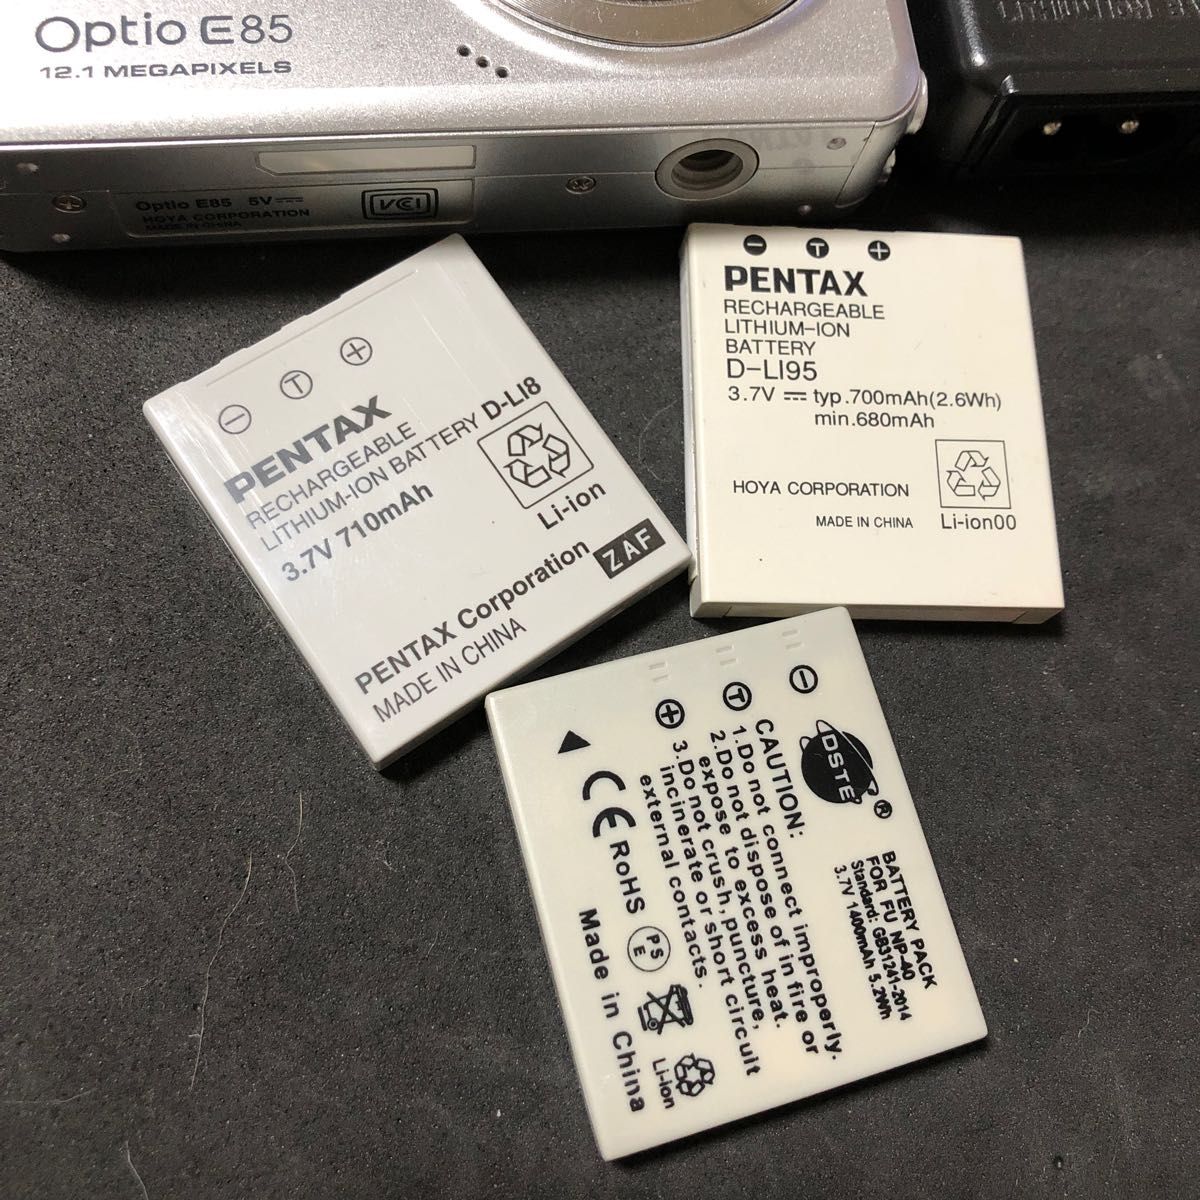 Optio E85
12.1 MEGAPIXELS
Optio E85 5V
HOYA CORPORATION
MADE IN CHINA
VCI
PENTAX
RECHARGEABLE
LITHIUM-ION BATTERY D-LI8
3.7V 710mAh
Li-ion
PENTAX Corporation ZAF
MADE IN CHINA
− T +
PENTAX
RECHARGEABLE
LITHIUM-ION
BATTERY
D-LI95
3.7V ⎓ typ.700mAh(2.6Wh)
min.680mAh
HOYA CORPORATION
MADE IN CHINA Li-ion00
DSTE®
BATTERY PACK
FOR FU NP-40
Standard: GB31241-2014
3.7V 1400mAh 5.2Wh
CAUTION:
1.Do not connect improperly.
2.Do not dispose of in fire or
expose to excess heat.
3.Do not crush, puncture,
incinerate or short circuit
external contacts.
CE RoHS PSE
Li-ion
Made in China